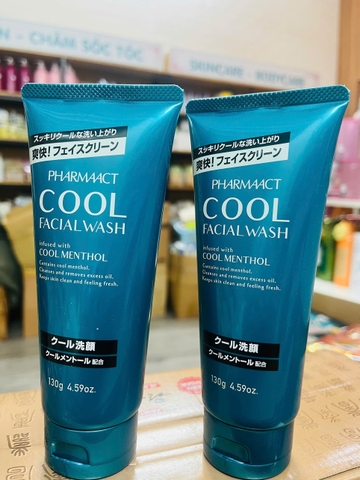 N - CHĂM SÓC TÓC
SKINCARE - BODYCARE
スッキリクールな洗い上がり
爽快!フェイスクリーン
PHARMAACT
COOL
FACIAL WASH
infused with
COOL MENTHOL
Contains cool menthol.
Cleanses and removes excess oil.
Keeps skin clean and feeling fresh.
クール洗顔
クールメントール配合
130g 4.59oz.
スッキリクールな洗い上がり
爽快!フェイスクリーン
PHARMAACT
COOL
FACIAL WASH
infused with
COOL MENTHOL
Contains cool menthol.
Cleanses and removes excess oil.
Keeps skin clean and feeling fresh.
クール洗顔
クールメントール配合
130g 4.59oz.